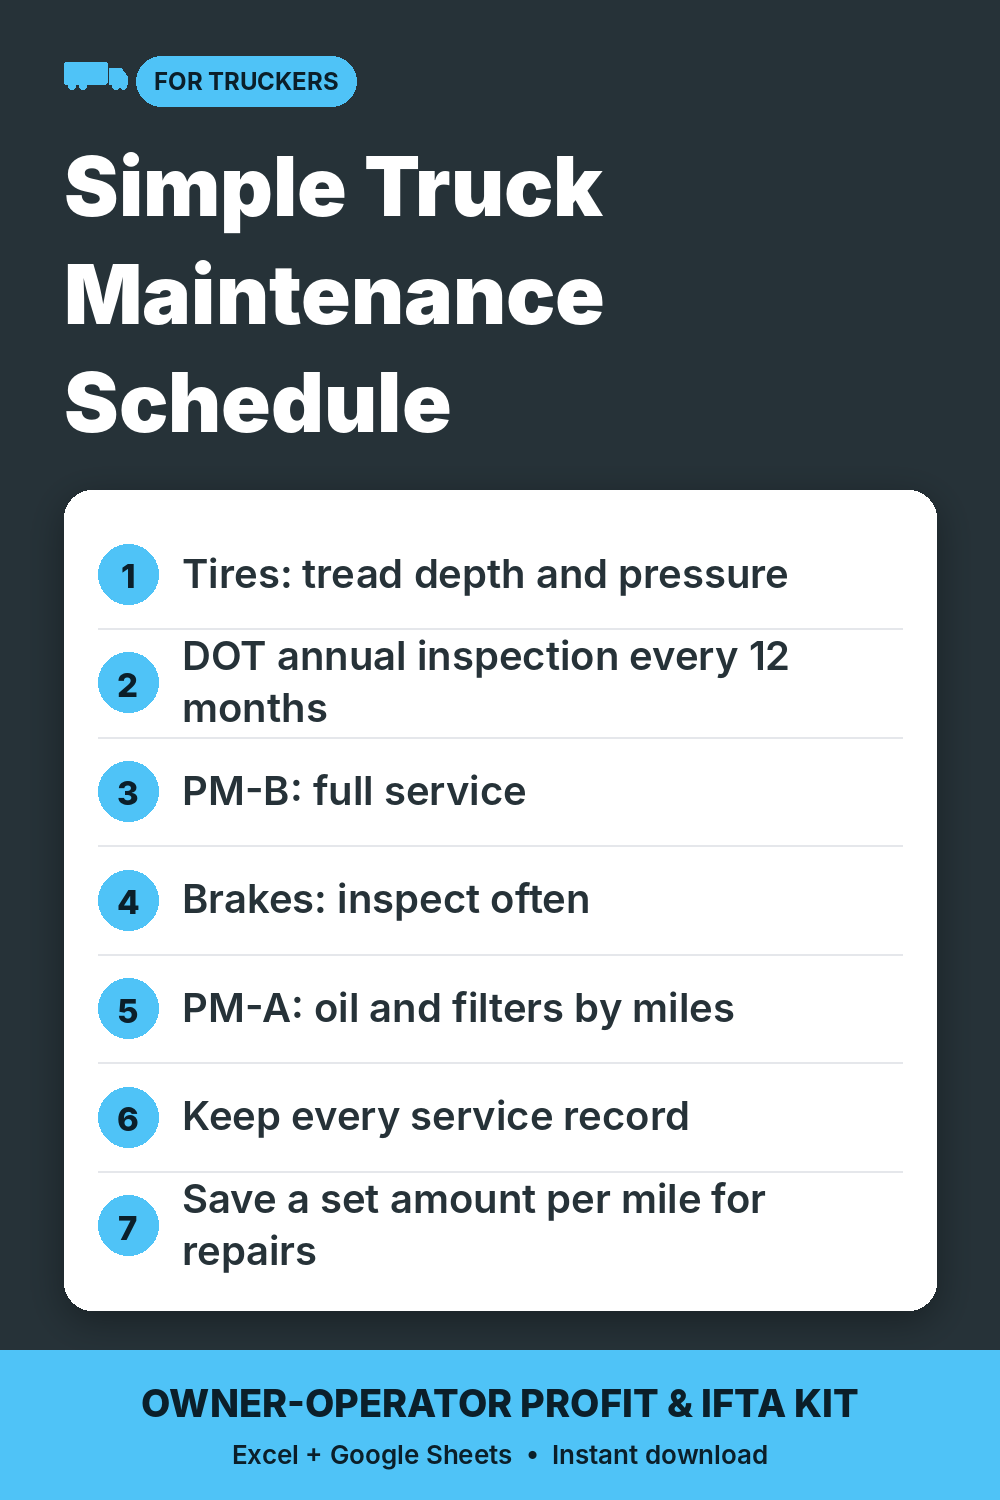 FOR TRUCKERS
Simple Truck
Maintenance
Schedule
1 Tires: tread depth and pressure
2 DOT annual inspection every 12
months
3 PM-B: full service
4 Brakes: inspect often
5 PM-A: oil and filters by miles
6 Keep every service record
7 Save a set amount per mile for
repairs
OWNER-OPERATOR PROFIT & IFTA KIT
Excel + Google Sheets • Instant download